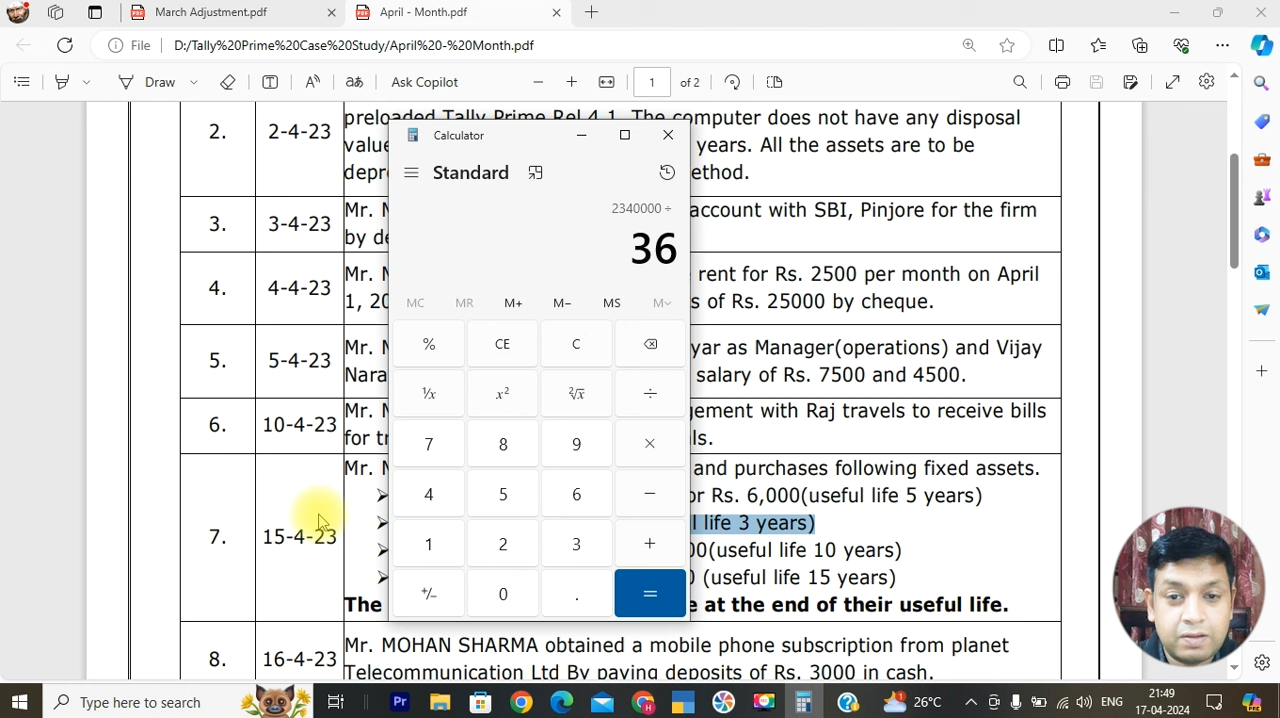 March Adjustment.pdf
April - Month.pdf
File
D:/Tally%20Prime%20Case%20Study/April%20-%20Month.pdf
Draw
aあ
Ask Copilot
1 of 2
2. 2-4-23 preloaded Tally Prime Rel 4.1. The computer does not have any disposal
value years. All the assets are to be
depr ethod.
3. 3-4-23 Mr. M account with SBI, Pinjore for the firm
by de
4. 4-4-23 Mr. M rent for Rs. 2500 per month on April
1, 20 s of Rs. 25000 by cheque.
5. 5-4-23 Mr. M yar as Manager(operations) and Vijay
Nara salary of Rs. 7500 and 4500.
6. 10-4-23 Mr. M gement with Raj travels to receive bills
for tr ls.
7. 15-4-23 Mr. M and purchases following fixed assets.
or Rs. 6,000(useful life 5 years)
l life 3 years)
00(useful life 10 years)
0 (useful life 15 years)
The e at the end of their useful life.
8. 16-4-23 Mr. MOHAN SHARMA obtained a mobile phone subscription from planet
Telecommunication Ltd By paying deposits of Rs. 3000 in cash.
Calculator
Standard
2340000 ÷
36
MC MR M+ M− MS M
% CE C
¹/x x² ²√x ÷
7 8 9 ×
4 5 6 −
1 2 3 +
+/− 0 . =
Type here to search
Pr
1
26°C
ENG
21:49
17-04-2024